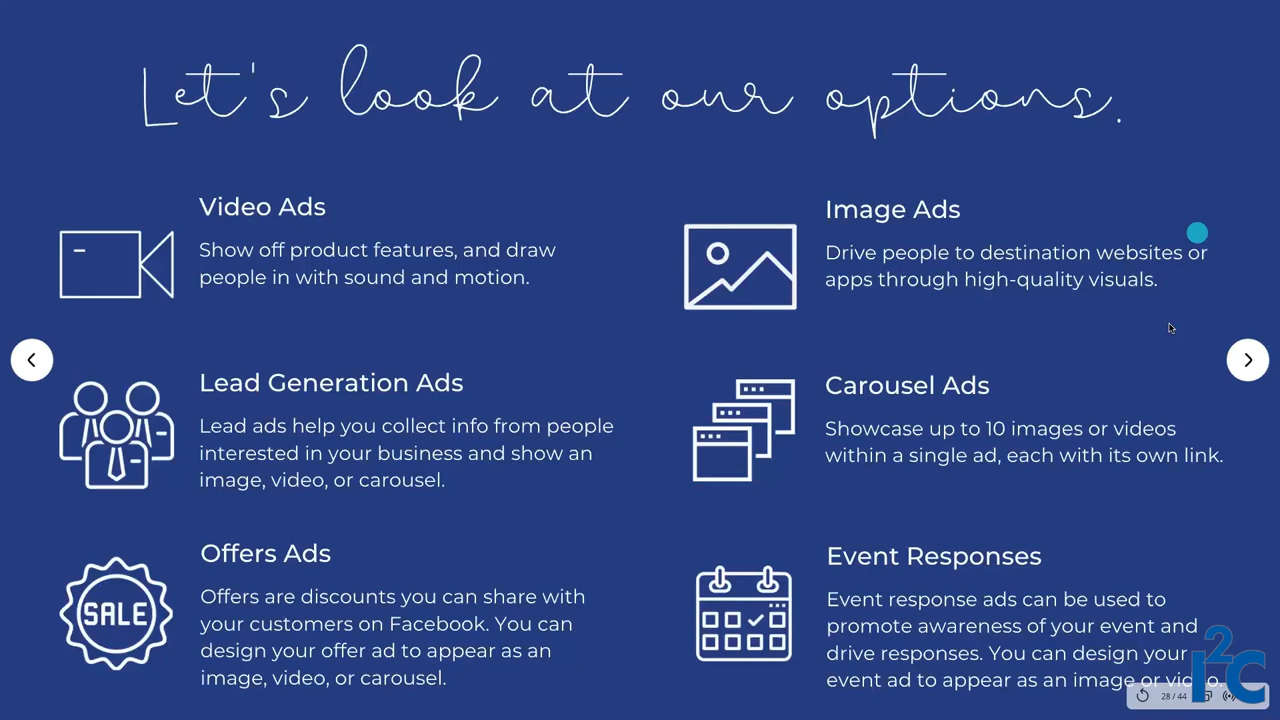 Let's look at our options.
Video Ads
Show off product features, and draw
people in with sound and motion.
Image Ads
Drive people to destination websites or
apps through high-quality visuals.
Lead Generation Ads
Lead ads help you collect info from people
interested in your business and show an
image, video, or carousel.
Carousel Ads
Showcase up to 10 images or videos
within a single ad, each with its own link.
SALE
Offers Ads
Offers are discounts you can share with
your customers on Facebook. You can
design your offer ad to appear as an
image, video, or carousel.
Event Responses
Event response ads can be used to
promote awareness of your event and
drive responses. You can design your
event ad to appear as an image or video.
I2C
28 / 44